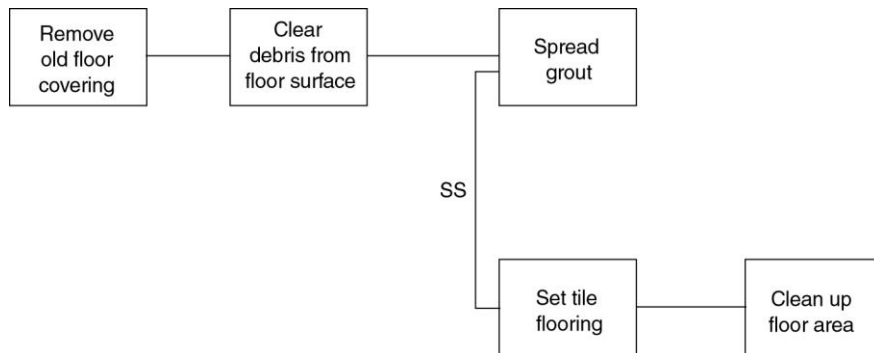 Remove
old floor
covering
Clear
debris from
floor surface
Spread
grout
SS
Set tile
flooring
Clean up
floor area